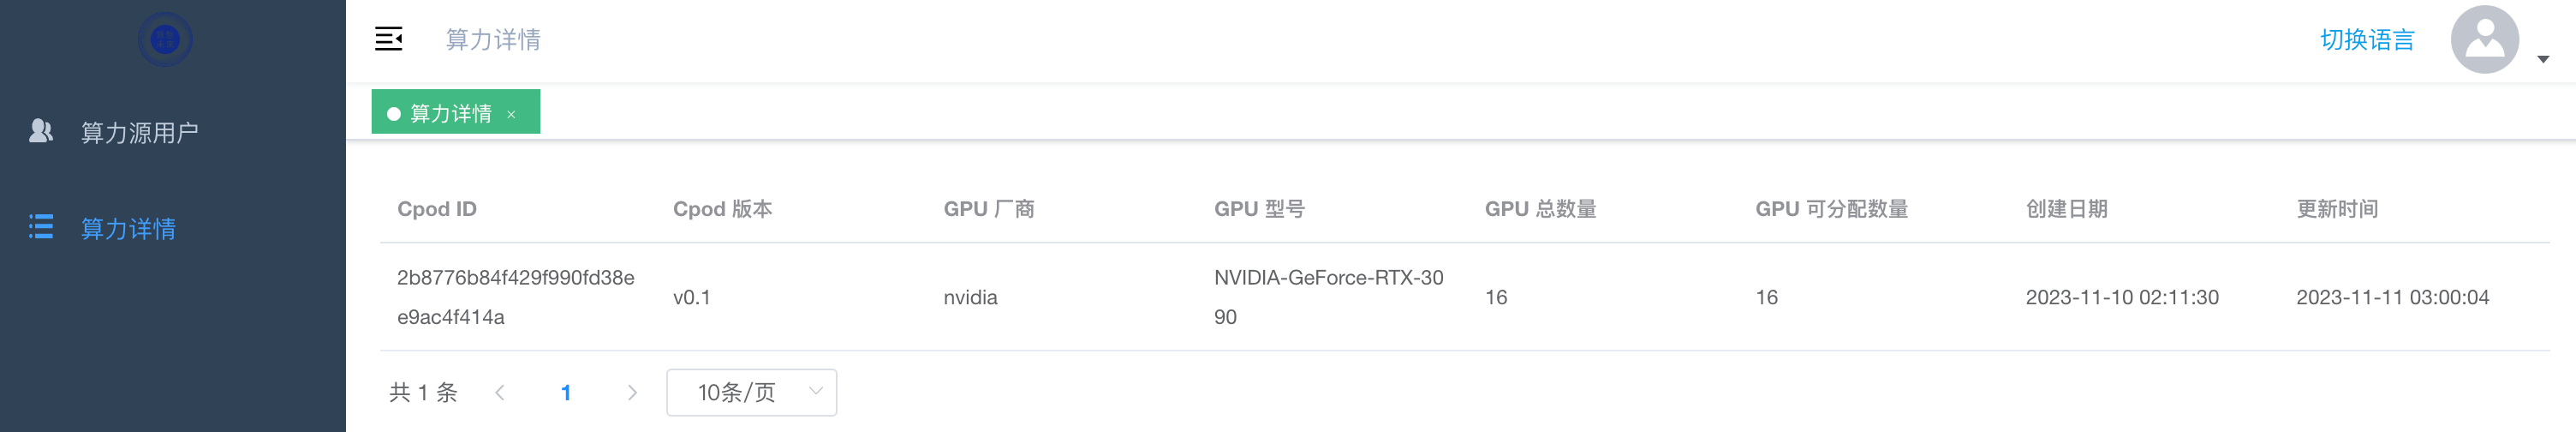 算力详情
切换语言
算力源用户
算力详情
算力详情 ×
Cpod ID Cpod 版本 GPU 厂商 GPU 型号 GPU 总数量 GPU 可分配数量 创建日期 更新时间
2b8776b84f429f990fd38e NVIDIA-GeForce-RTX-30
v0.1 nvidia 16 16 2023-11-10 02:11:30 2023-11-11 03:00:04
e9ac4f414a 90
共 1 条 1 10条/页